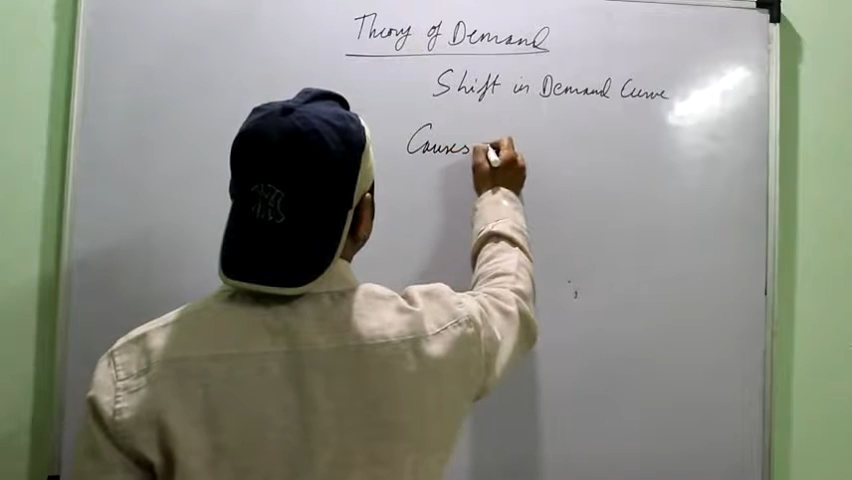 Theory of Demand
Shift in Demand Curve
Causes